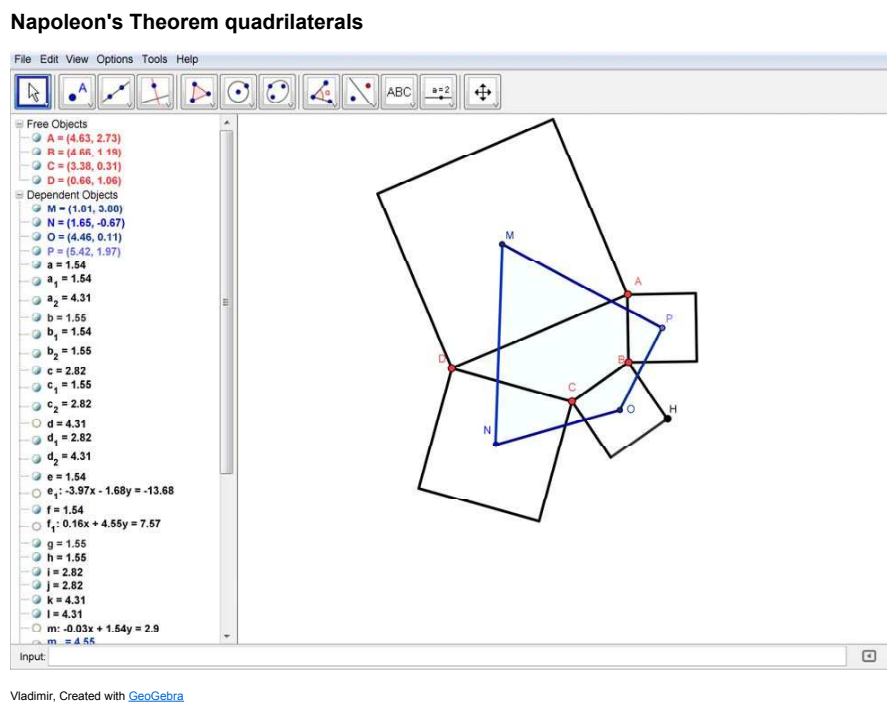 Napoleon's Theorem quadrilaterals
File Edit View Options Tools Help
A
ABC
a=2
Free Objects
A = (4.63, 2.73)
B = (4.66, 1.19)
C = (3.38, 0.31)
D = (0.66, 1.06)
Dependent Objects
M = (1.81, 3.88)
N = (1.65, -0.67)
O = (4.46, 0.11)
P = (5.42, 1.97)
a = 1.54
a₁ = 1.54
a₂ = 4.31
b = 1.55
b₁ = 1.54
b₂ = 1.55
c = 2.82
c₁ = 1.55
c₂ = 2.82
d = 4.31
d₁ = 2.82
d₂ = 4.31
e = 1.54
e₁: -3.97x - 1.68y = -13.68
f = 1.54
f₁: 0.16x + 4.55y = 7.57
g = 1.55
h = 1.55
i = 2.82
j = 2.82
k = 4.31
l = 4.31
m: -0.03x + 1.54y = 2.9
= 4.55
M
A
P
B
D
C
O
H
N
Input:
Vladimir, Created with GeoGebra